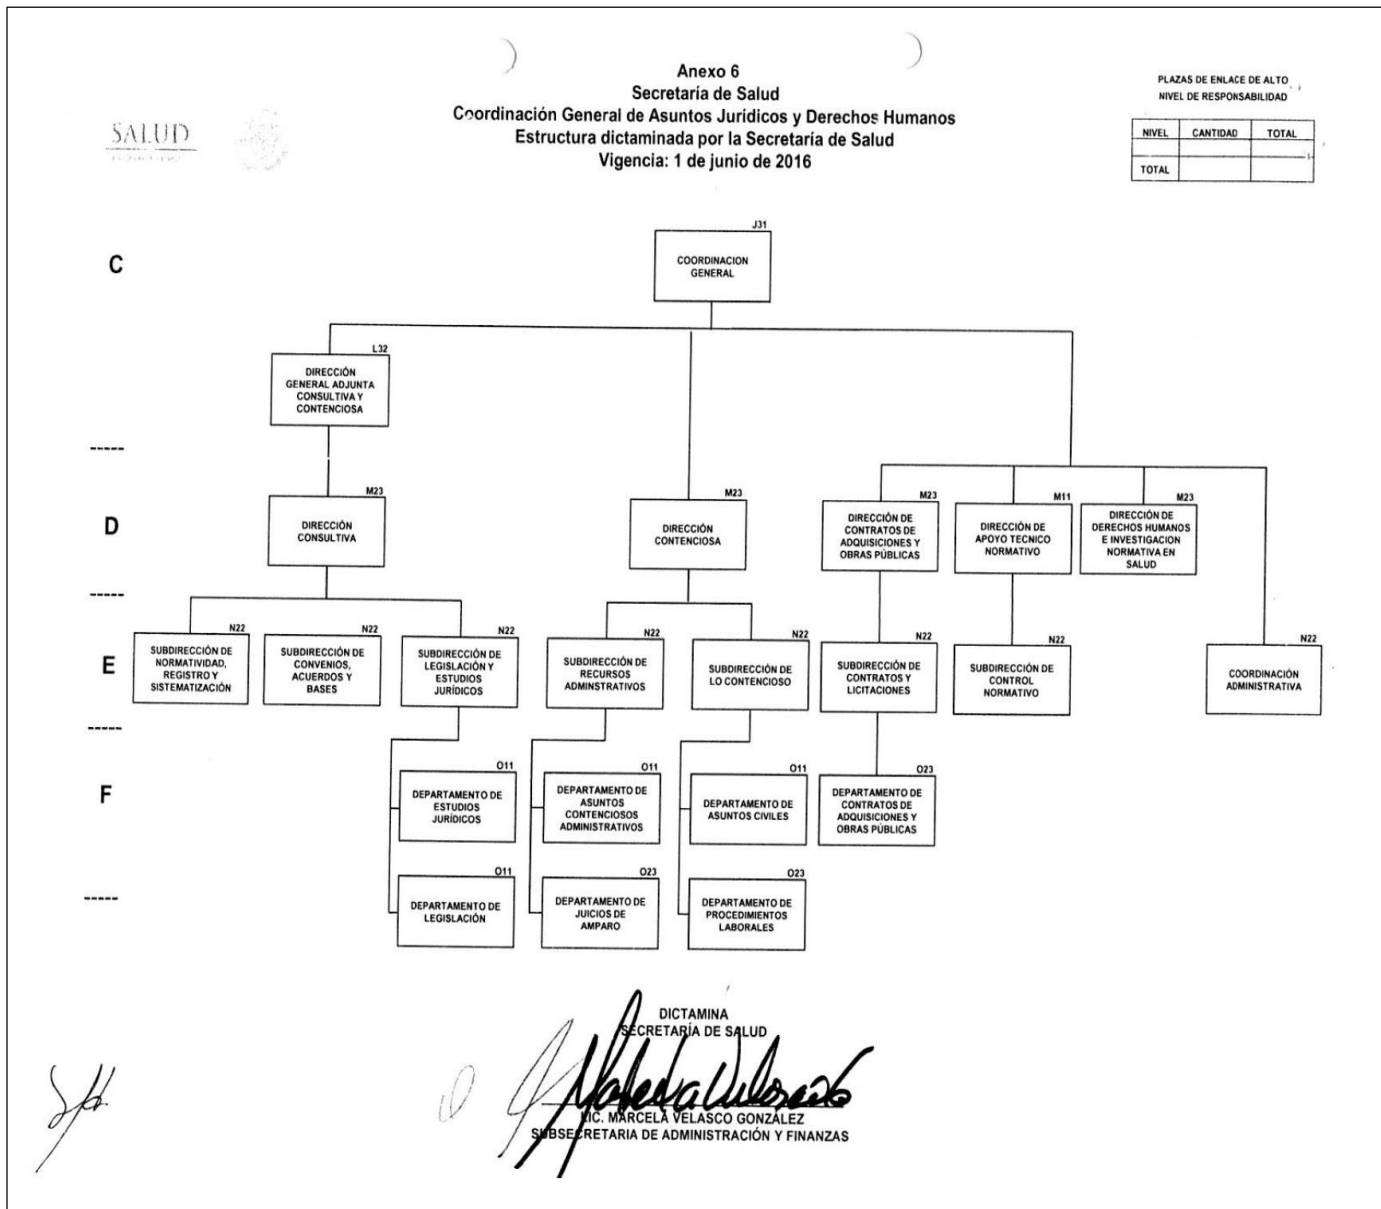 Anexo 6
Secretaría de Salud
Coordinación General de Asuntos Jurídicos y Derechos Humanos
Estructura dictaminada por la Secretaría de Salud
Vigencia: 1 de junio de 2016
SALUD
PLAZAS DE ENLACE DE ALTO
NIVEL DE RESPONSABILIDAD
NIVEL CANTIDAD TOTAL
TOTAL
C
J31
COORDINACION
GENERAL
L32
DIRECCIÓN
GENERAL ADJUNTA
CONSULTIVA Y
CONTENCIOSA
-----
D
M23
DIRECCIÓN
CONSULTIVA
M23
DIRECCIÓN
CONTENCIOSA
M23
DIRECCIÓN DE
CONTRATOS DE
ADQUISICIONES Y
OBRAS PÚBLICAS
M11
DIRECCIÓN DE
APOYO TECNICO
NORMATIVO
M23
DIRECCIÓN DE
DERECHOS HUMANOS
E INVESTIGACION
NORMATIVA EN
SALUD
-----
E
N22
SUBDIRECCIÓN DE
NORMATIVIDAD,
REGISTRO Y
SISTEMATIZACIÓN
N22
SUBDIRECCIÓN DE
CONVENIOS,
ACUERDOS Y
BASES
N22
SUBDIRECCIÓN DE
LEGISLACIÓN Y
ESTUDIOS
JURÍDICOS
N22
SUBDIRECCIÓN DE
RECURSOS
ADMINSTRATIVOS
N22
SUBDIRECCIÓN DE
LO CONTENCIOSO
N22
SUBDIRECCIÓN DE
CONTRATOS Y
LICITACIONES
N22
SUBDIRECCIÓN DE
CONTROL
NORMATIVO
N22
COORDINACIÓN
ADMINISTRATIVA
-----
F
O11
DEPARTAMENTO DE
ESTUDIOS
JURÍDICOS
O11
DEPARTAMENTO DE
ASUNTOS
CONTENCIOSOS
ADMINISTRATIVOS
O11
DEPARTAMENTO DE
ASUNTOS CIVILES
O23
DEPARTAMENTO DE
CONTRATOS DE
ADQUISICIONES Y
OBRAS PÚBLICAS
-----
O11
DEPARTAMENTO DE
LEGISLACIÓN
O23
DEPARTAMENTO DE
JUICIOS DE
AMPARO
O23
DEPARTAMENTO DE
PROCEDIMIENTOS
LABORALES
DICTAMINA
SECRETARÍA DE SALUD
LIC. MARCELA VELASCO GONZÁLEZ
SUBSECRETARIA DE ADMINISTRACIÓN Y FINANZAS